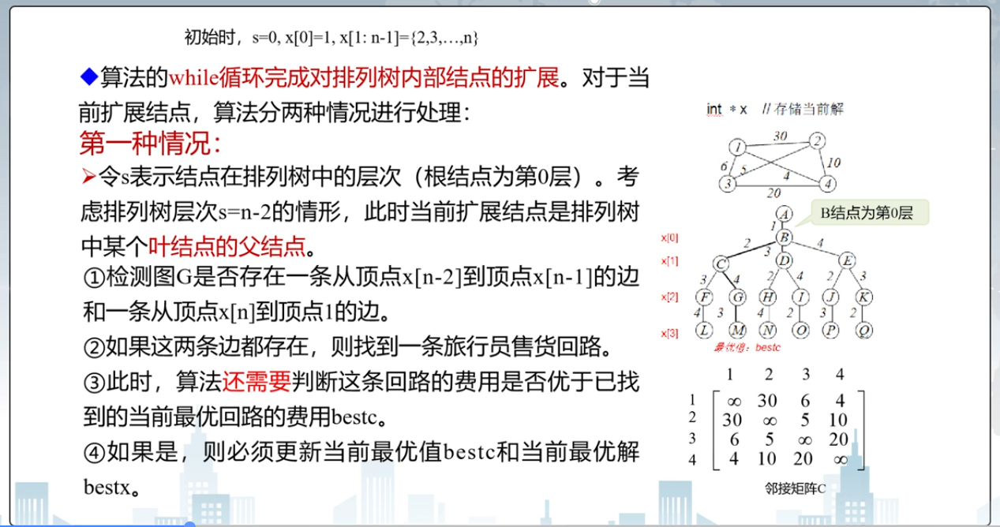 初始时，s=0, x[0]=1, x[1: n-1]={2,3,…,n}
◆算法的while循环完成对排列树内部结点的扩展。对于当
前扩展结点，算法分两种情况进行处理：
第一种情况：
➢令s表示结点在排列树中的层次（根结点为第0层）。考
虑排列树层次s=n-2的情形，此时当前扩展结点是排列树
中某个叶结点的父结点。
①检测图G是否存在一条从顶点x[n-2]到顶点x[n-1]的边
和一条从顶点x[n]到顶点1的边。
②如果这两条边都存在，则找到一条旅行员售货回路。
③此时，算法还需要判断这条回路的费用是否优于已找
到的当前最优回路的费用bestc。
④如果是，则必须更新当前最优值bestc和当前最优解
bestx。
int * x // 存储当前解
30
1 2
6 5 4 10
3 4
20
A
B结点为第0层
1
x[0] B
2 3 4
x[1] C D E
3 4 2 4 2 3
x[2] F G H I J K
4 3 4 2 3 2
x[3] L M N O P Q
最优值：bestc
1 2 3 4
1 ∞ 30 6 4
2 30 ∞ 5 10
3 6 5 ∞ 20
4 4 10 20 ∞
邻接矩阵C